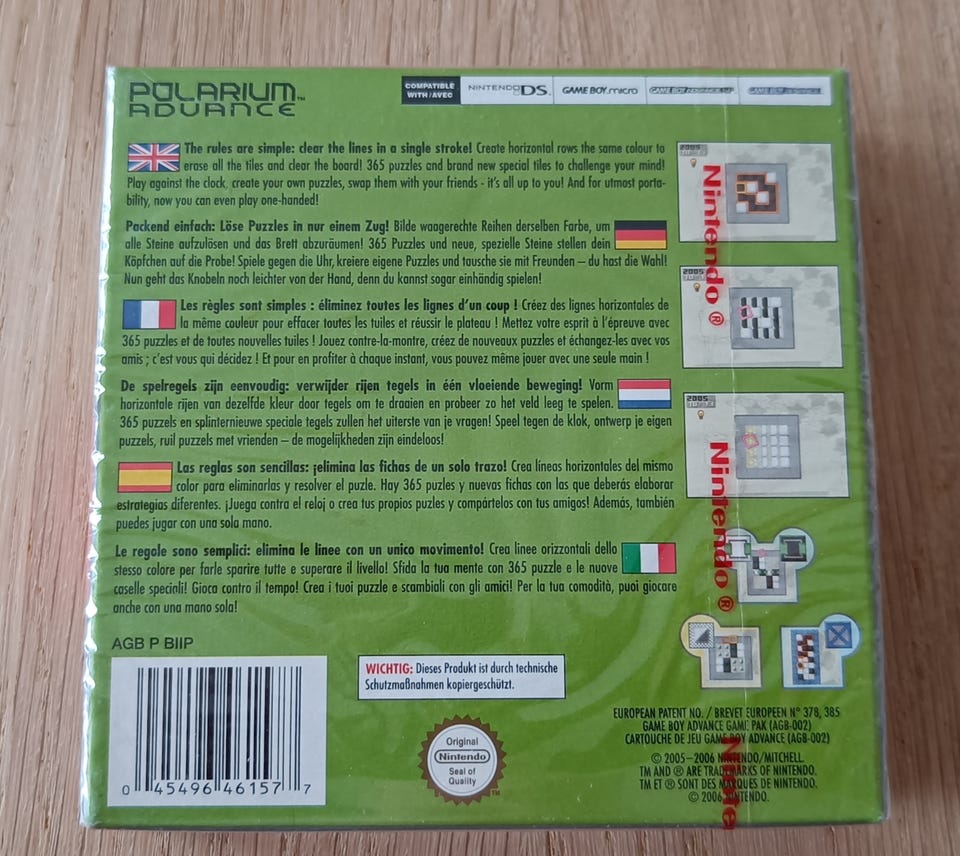 POLARIUM™
ADVANCE
COMPATIBLE
WITH / AVEC
NINTENDO DS™
GAME BOY micro
GAME BOY ADVANCE SP
GAME BOY ADVANCE
The rules are simple: clear the lines in a single stroke! Create horizontal rows the same colour to
erase all the tiles and clear the board! 365 puzzles and brand new special tiles to challenge your mind!
Play against the clock, create your own puzzles, swap them with your friends - it's all up to you! And for utmost porta-
bility, now you can even play one-handed!
Packend einfach: Löse Puzzles in nur einem Zug! Bilde waagerechte Reihen derselben Farbe, um
alle Steine aufzulösen und das Brett abzuräumen! 365 Puzzles und neue, spezielle Steine stellen dein
Köpfchen auf die Probe! Spiele gegen die Uhr, kreiere eigene Puzzles und tausche sie mit Freunden – du hast die Wahl!
Nun geht das Knobeln noch leichter von der Hand, denn du kannst sogar einhändig spielen!
Les règles sont simples : éliminez toutes les lignes d'un coup ! Créez des lignes horizontales de
la même couleur pour effacer toutes les tuiles et réussir le plateau ! Mettez votre esprit à l'épreuve avec
365 puzzles et de toutes nouvelles tuiles ! Jouez contre-la-montre, créez de nouveaux puzzles et échangez-les avec vos
amis ; c'est vous qui décidez ! Et pour en profiter à chaque instant, vous pouvez même jouer avec une seule main !
De spelregels zijn eenvoudig: verwijder rijen tegels in één vloeiende beweging! Vorm
horizontale rijen van dezelfde kleur door tegels om te draaien en probeer zo het veld leeg te spelen.
365 puzzels en splinternieuwe speciale tegels zullen het uiterste van je vragen! Speel tegen de klok, ontwerp je eigen
puzzels, ruil puzzels met vrienden – de mogelijkheden zijn eindeloos!
Las reglas son sencillas: ¡elimina las fichas de un solo trazo! Crea líneas horizontales del mismo
color para eliminarlas y resolver el puzle. Hay 365 puzles y nuevas fichas con las que deberás elaborar
estrategias diferentes. ¡Juega contra el reloj o crea tus propios puzles y compártelos con tus amigos! Además, también
puedes jugar con una sola mano.
Le regole sono semplici: elimina le linee con un unico movimento! Crea linee orizzontali dello
stesso colore per farle sparire tutte e superare il livello! Sfida la tua mente con 365 puzzle e le nuove
caselle speciali! Gioca contro il tempo! Crea i tuoi puzzle e scambiali con gli amici! Per la tua comodità, puoi giocare
anche con una mano sola!
2005
2005
2005
Nintendo ®
Nintendo ®
Ninte
AGB P BIIP
0 45496 46157 7
WICHTIG: Dieses Produkt ist durch technische
Schutzmaßnahmen kopiergeschützt.
Original
Nintendo
Seal of
Quality
TM
EUROPEAN PATENT NO. / BREVET EUROPEEN N° 378, 385
GAME BOY ADVANCE GAME PAK (AGB-002)
CARTOUCHE DE JEU GAME BOY ADVANCE (AGB-002)
© 2005–2006 NINTENDO/MITCHELL.
TM AND ® ARE TRADEMARKS OF NINTENDO.
TM ET ® SONT DES MARQUES DE NINTENDO.
© 2006 NINTENDO.